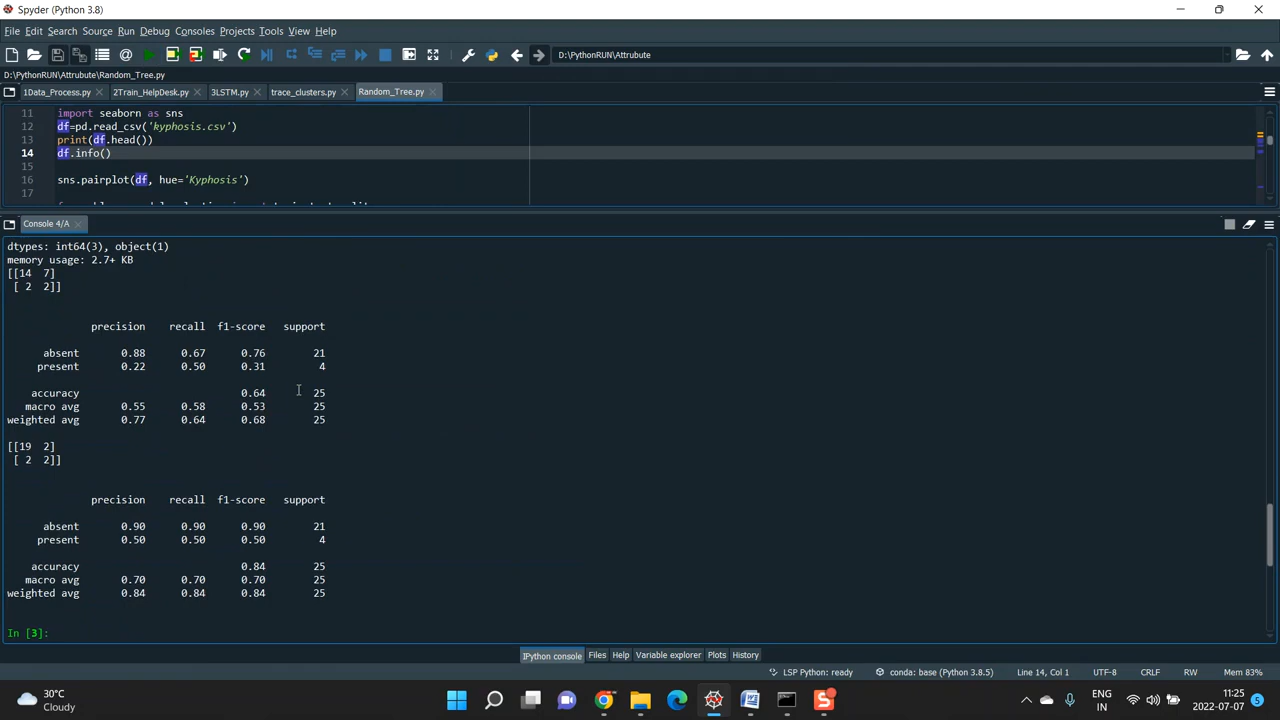 Spyder (Python 3.8)
File Edit Search Source Run Debug Consoles Projects Tools View Help
D:\PythonRUN\Attrubute
D:\PythonRUN\Attrubute\Random_Tree.py
1Data_Process.py 2Train_HelpDesk.py 3LSTM.py trace_clusters.py Random_Tree.py
11 import seaborn as sns
12 df=pd.read_csv('kyphosis.csv')
13 print(df.head())
14 df.info()
15
16 sns.pairplot(df, hue='Kyphosis')
17
Console 4/A
dtypes: int64(3), object(1)
memory usage: 2.7+ KB
[[14 7]
[ 2 2]]
precision recall f1-score support
absent 0.88 0.67 0.76 21
present 0.22 0.50 0.31 4
accuracy 0.64 25
macro avg 0.55 0.58 0.53 25
weighted avg 0.77 0.64 0.68 25
[[19 2]
[ 2 2]]
precision recall f1-score support
absent 0.90 0.90 0.90 21
present 0.50 0.50 0.50 4
accuracy 0.84 25
macro avg 0.70 0.70 0.70 25
weighted avg 0.84 0.84 0.84 25
In [3]:
IPython console Files Help Variable explorer Plots History
LSP Python: ready conda: base (Python 3.8.5) Line 14, Col 1 UTF-8 CRLF RW Mem 83%
30°C
Cloudy
ENG
IN
11:25
2022-07-07
5